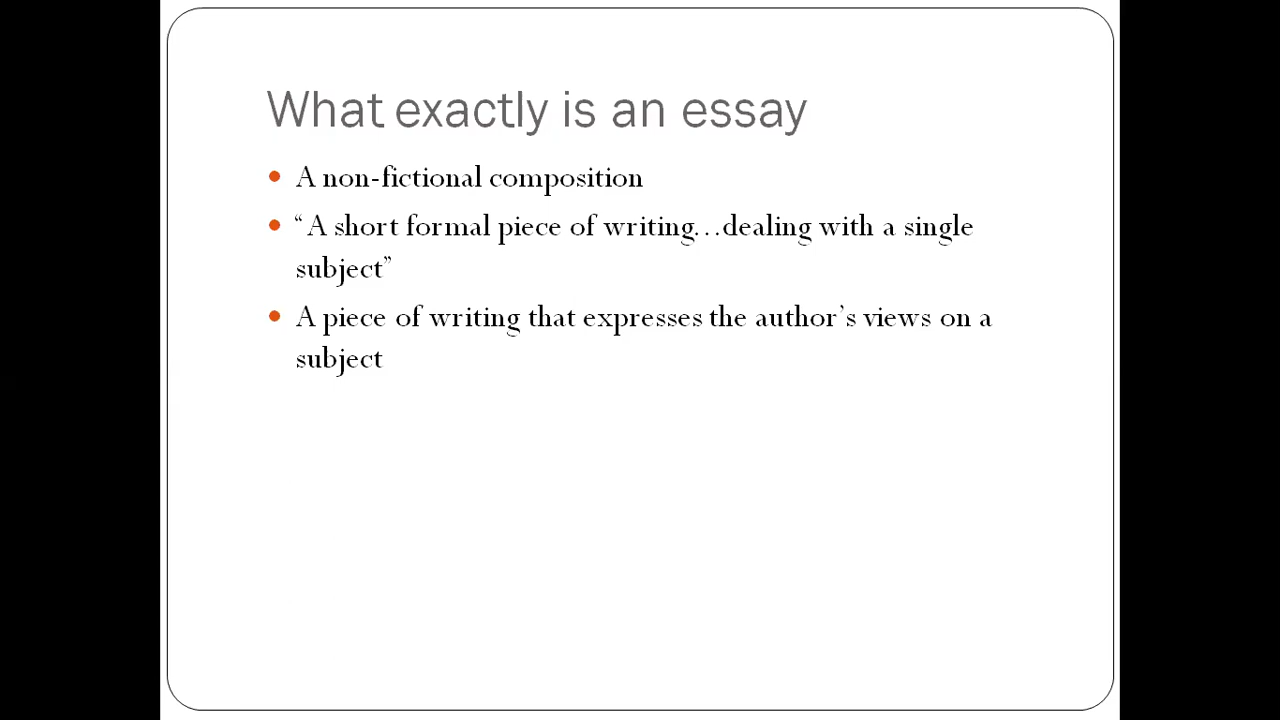 What exactly is an essay
• A non-fictional composition
• “A short formal piece of writing…dealing with a single
subject”
• A piece of writing that expresses the author’s views on a
subject